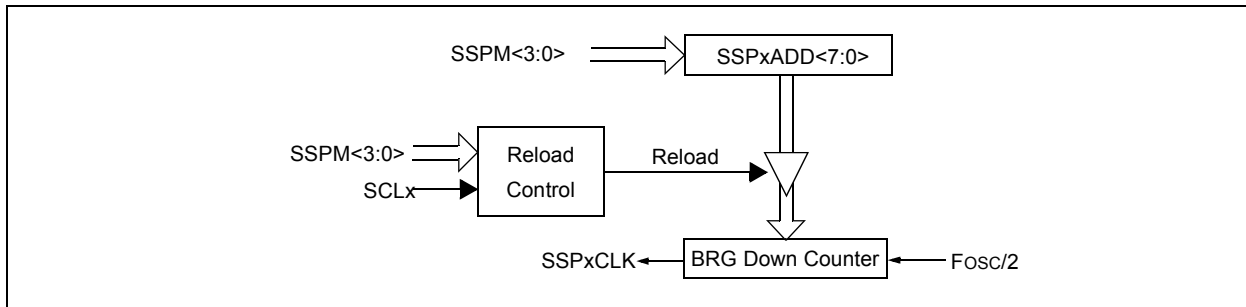 SSPM<3:0>
SSPxADD<7:0>
SSPM<3:0>
SCLx
Reload
Control
Reload
SSPxCLK
BRG Down Counter
FOSC/2